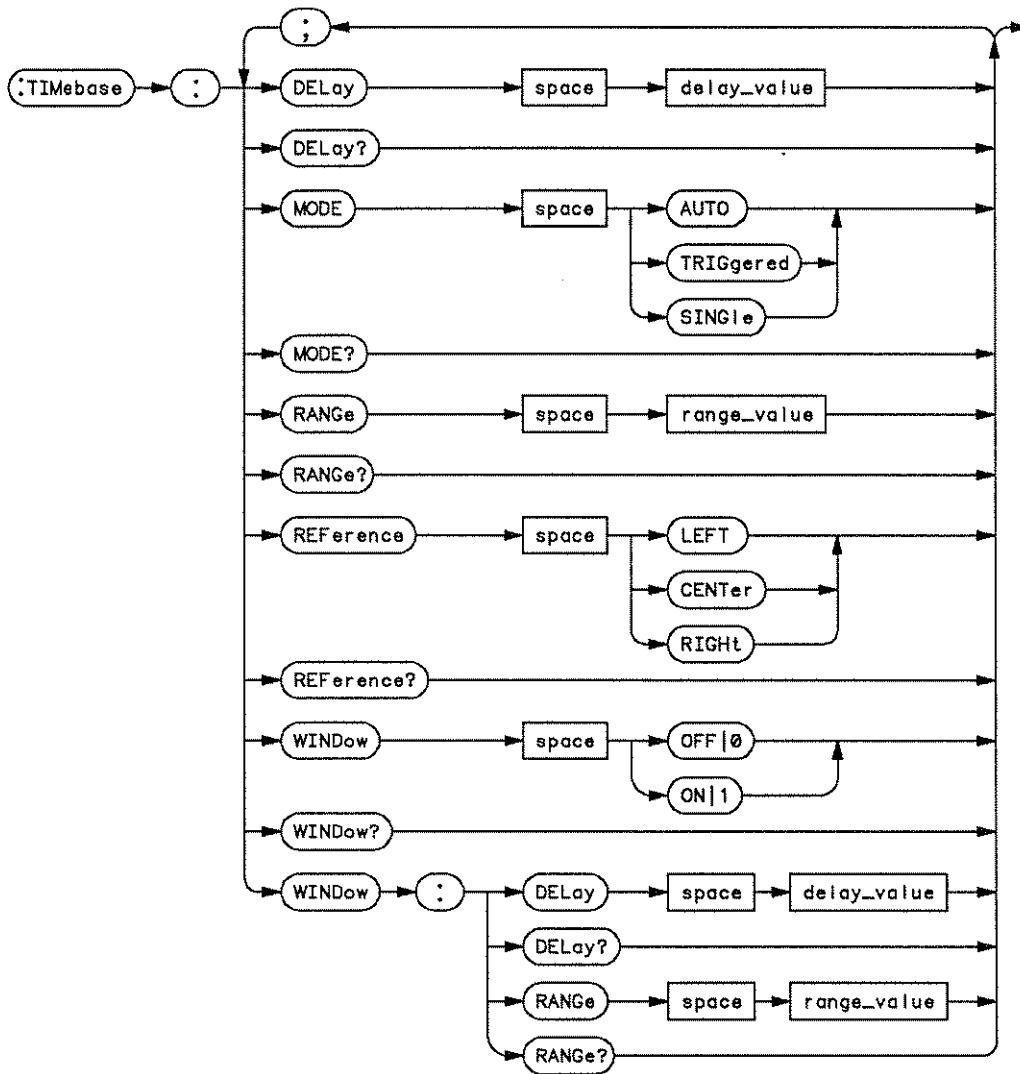 ;
:TIMebase : DELay space delay_value
DELay?
MODE space AUTO
TRIGgered
SINGle
MODE?
RANGe space range_value
RANGe?
REFerence space LEFT
CENTer
RIGHt
REFerence?
WINDow space OFF|0
ON|1
WINDow?
WINDow : DELay space delay_value
DELay?
RANGe space range_value
RANGe?